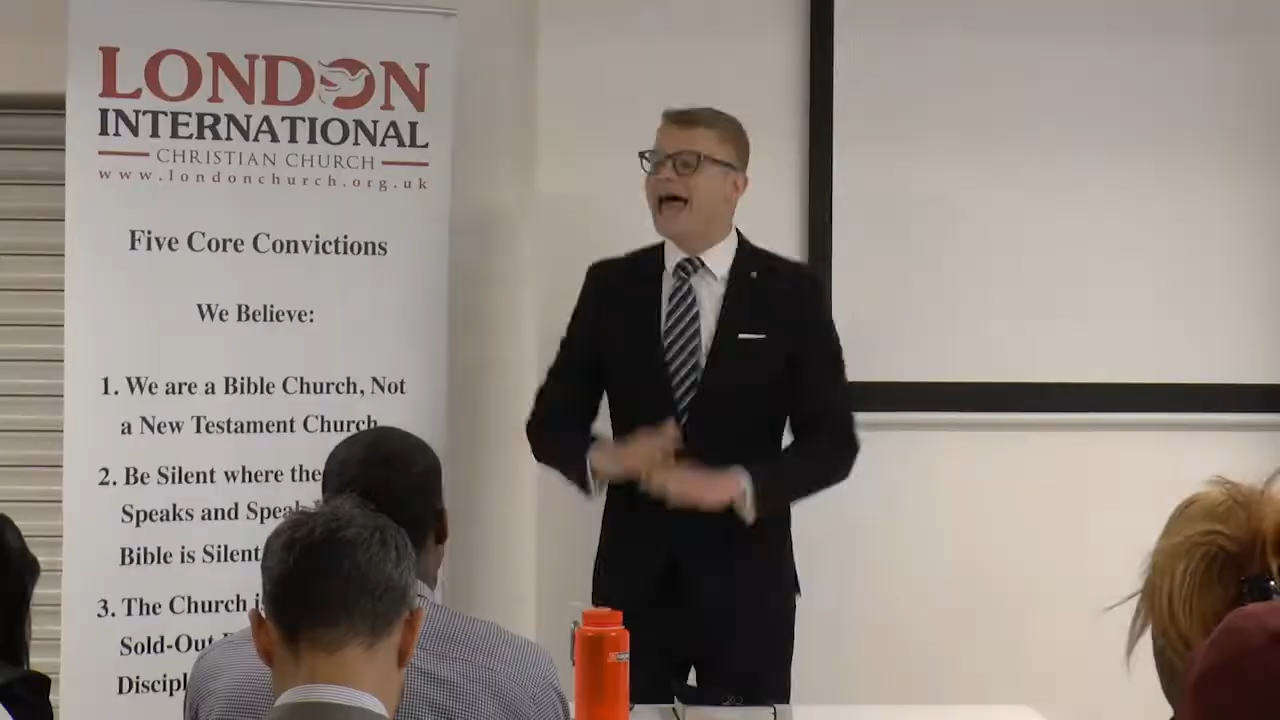 LONDON
INTERNATIONAL
CHRISTIAN CHURCH
www.londonchurch.org.uk
Five Core Convictions
We Believe:
1. We are a Bible Church, Not
a New Testament Church
2. Be Silent where the
Speaks and Speak
Bible is Silent
3. The Church i
Sold-Out
Discipl